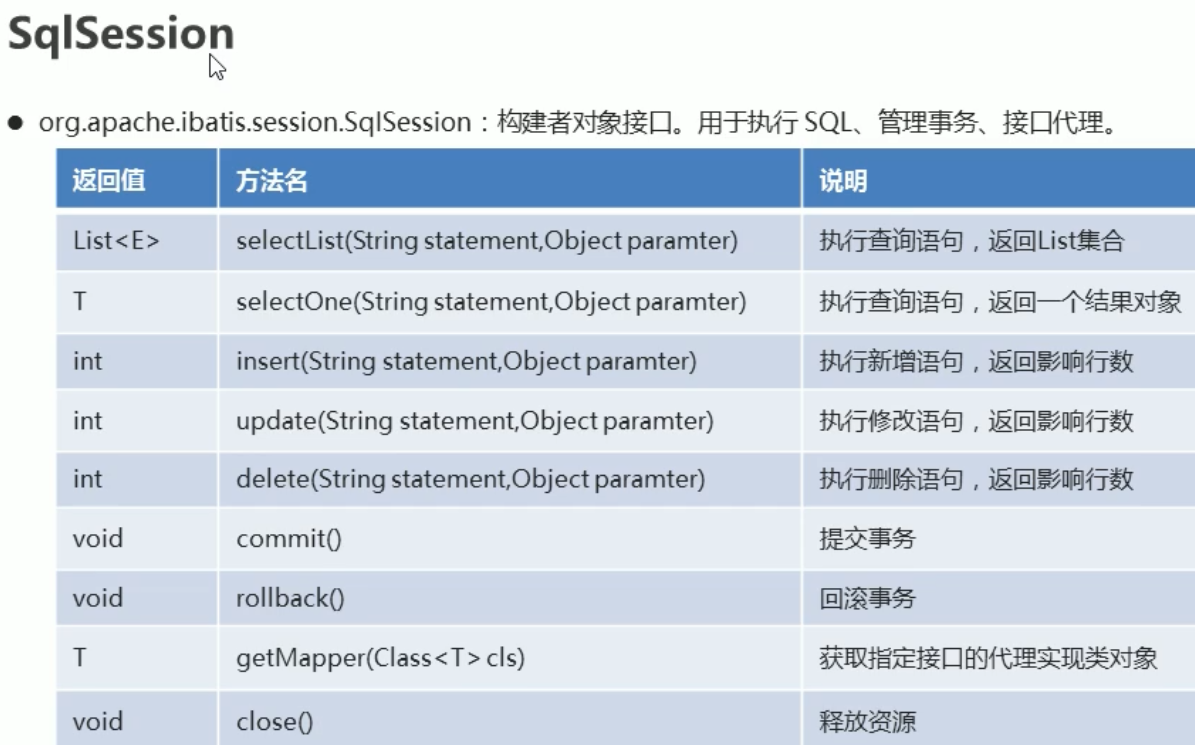 SqlSession
● org.apache.ibatis.session.SqlSession：构建者对象接口。用于执行 SQL、管理事务、接口代理。
返回值 方法名 说明
List<E> selectList(String statement,Object paramter) 执行查询语句，返回List集合
T selectOne(String statement,Object paramter) 执行查询语句，返回一个结果对象
int insert(String statement,Object paramter) 执行新增语句，返回影响行数
int update(String statement,Object paramter) 执行修改语句，返回影响行数
int delete(String statement,Object paramter) 执行删除语句，返回影响行数
void commit() 提交事务
void rollback() 回滚事务
T getMapper(Class<T> cls) 获取指定接口的代理实现类对象
void close() 释放资源